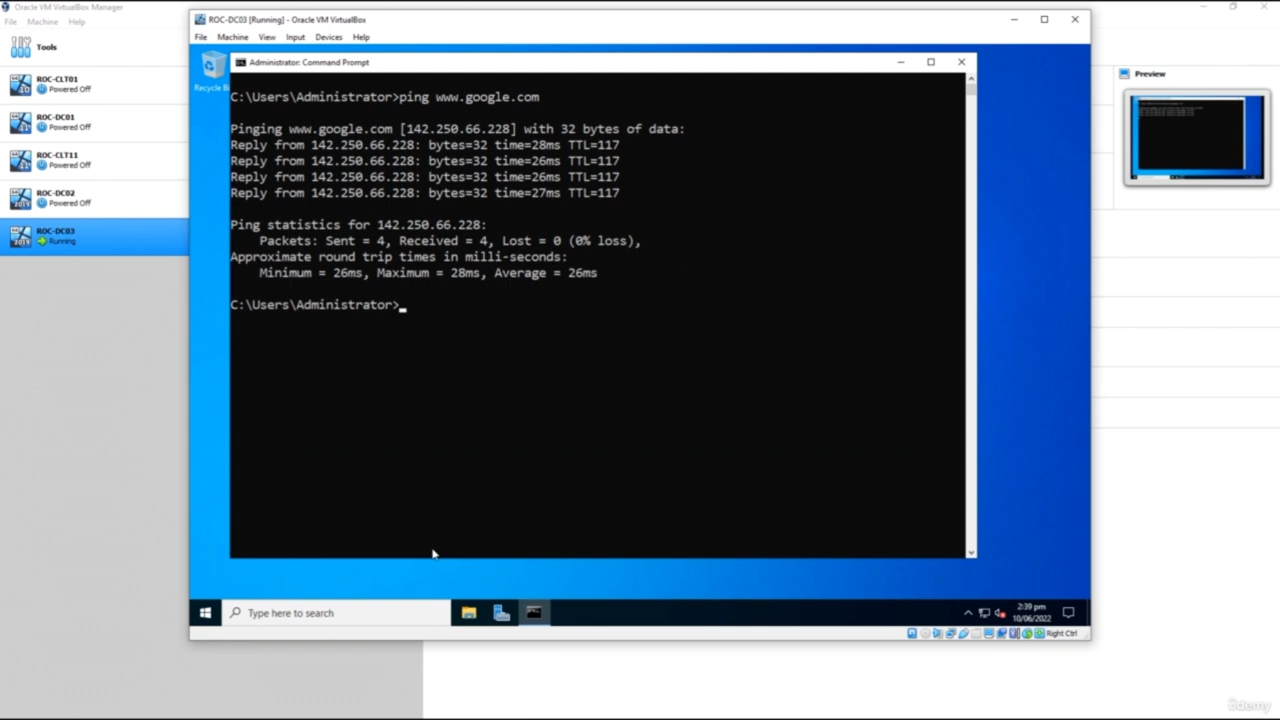 Oracle VM VirtualBox Manager
File Machine Help
Tools
ROC-CLT01
Powered Off
ROC-DC01
Powered Off
ROC-CLT11
Powered Off
ROC-DC02
Powered Off
ROC-DC03
Running
ROC-DC03 [Running] - Oracle VM VirtualBox
File Machine View Input Devices Help
Recycle B
Administrator: Command Prompt
C:\Users\Administrator>ping www.google.com
Pinging www.google.com [142.250.66.228] with 32 bytes of data:
Reply from 142.250.66.228: bytes=32 time=28ms TTL=117
Reply from 142.250.66.228: bytes=32 time=26ms TTL=117
Reply from 142.250.66.228: bytes=32 time=26ms TTL=117
Reply from 142.250.66.228: bytes=32 time=27ms TTL=117
Ping statistics for 142.250.66.228:
Packets: Sent = 4, Received = 4, Lost = 0 (0% loss),
Approximate round trip times in milli-seconds:
Minimum = 26ms, Maximum = 28ms, Average = 26ms
C:\Users\Administrator>
Type here to search
2:39 pm
10/06/2022
Right Ctrl
Preview
ûdemy